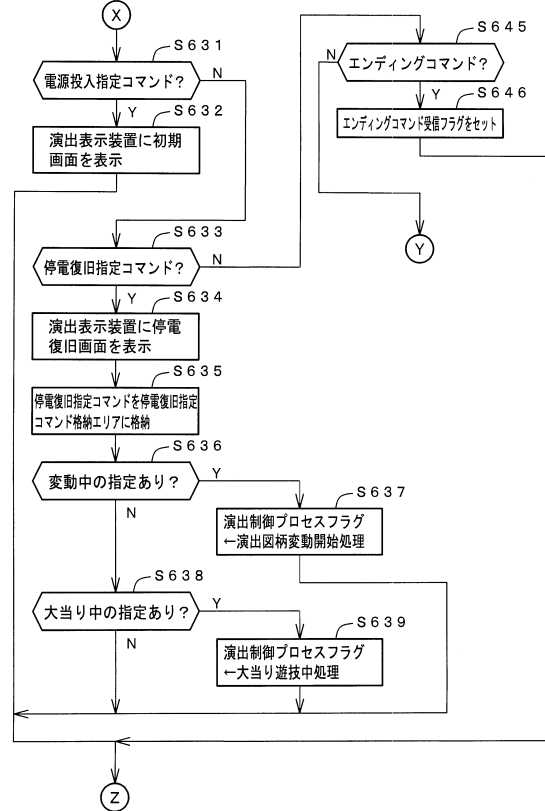 X
S631
電源投入指定コマンド?
N
Y
S632
演出表示装置に初期
画面を表示
S633
停電復旧指定コマンド?
N
Y
S634
演出表示装置に停電
復旧画面を表示
S635
停電復旧指定コマンドを停電復旧指定
コマンド格納エリアに格納
S636
変動中の指定あり?
Y
N
S637
演出制御プロセスフラグ
←演出図柄変動開始処理
S638
大当り中の指定あり?
Y
N
S639
演出制御プロセスフラグ
←大当り遊技中処理
Z
S645
N
エンディングコマンド?
Y
S646
エンディングコマンド受信フラグをセット
Y